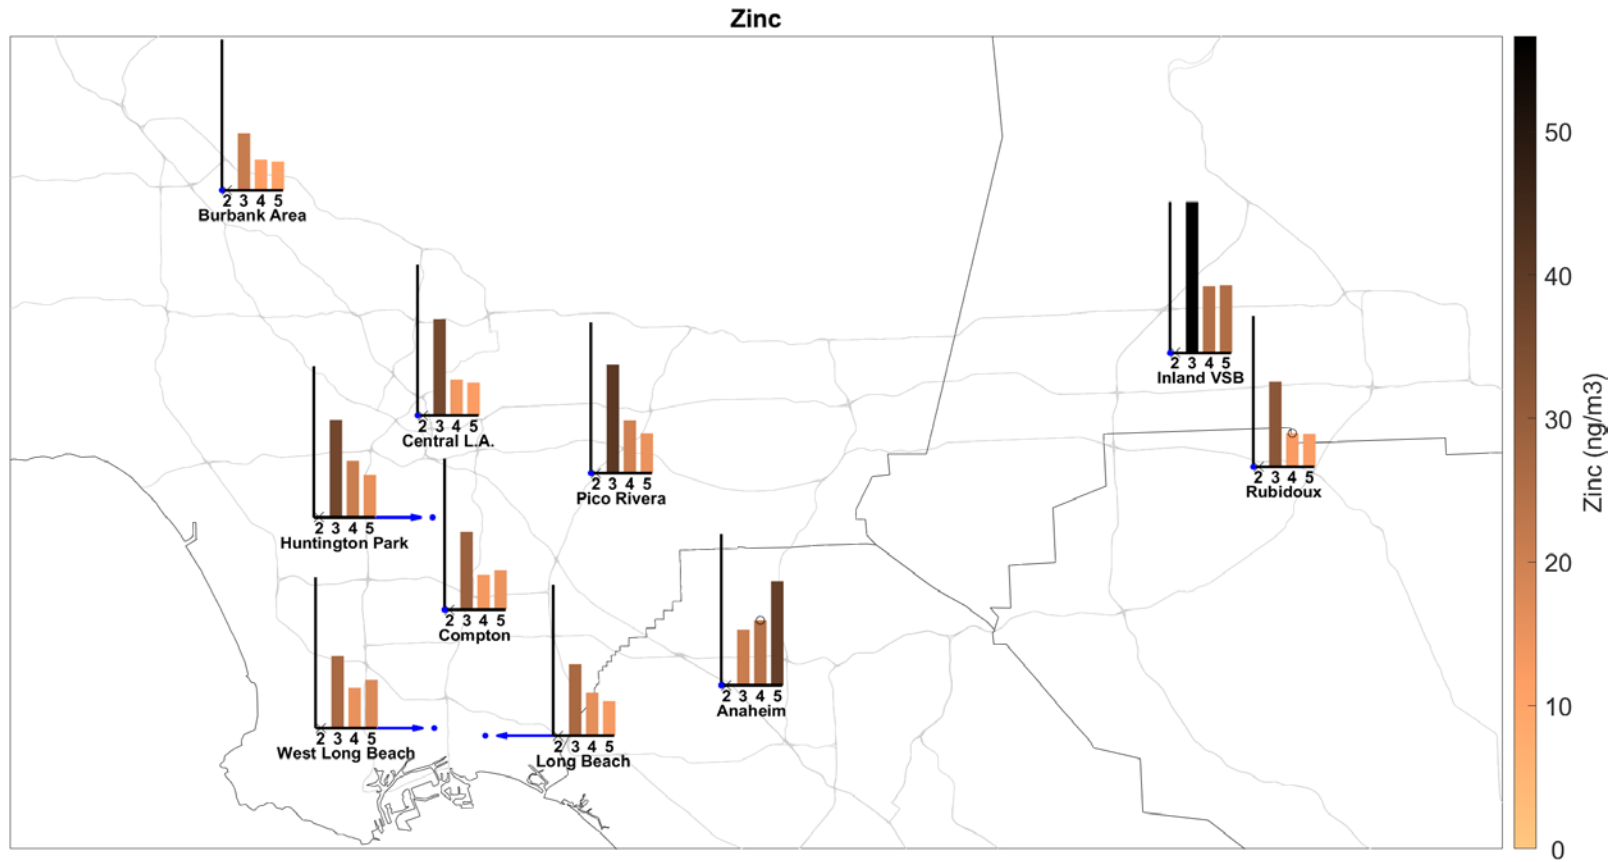 Zinc
2 3 4 5
Burbank Area
2 3 4 5
Central L.A.
2 3 4 5
Pico Rivera
2 3 4 5
Inland VSB
2 3 4 5
Rubidoux
2 3 4 5
Huntington Park
2 3 4 5
Compton
2 3 4 5
Anaheim
2 3 4 5
West Long Beach
2 3 4 5
Long Beach
50
40
30
20
10
0
Zinc (ng/m3)